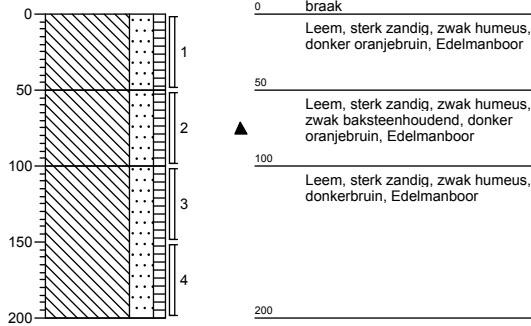 0
50
100
150
200
1
2
3
4
0
braak
Leem, sterk zandig, zwak humeus,
donker oranjebruin, Edelmanboor
50
Leem, sterk zandig, zwak humeus,
zwak baksteenhoudend, donker
oranjebruin, Edelmanboor
100
Leem, sterk zandig, zwak humeus,
donkerbruin, Edelmanboor
200